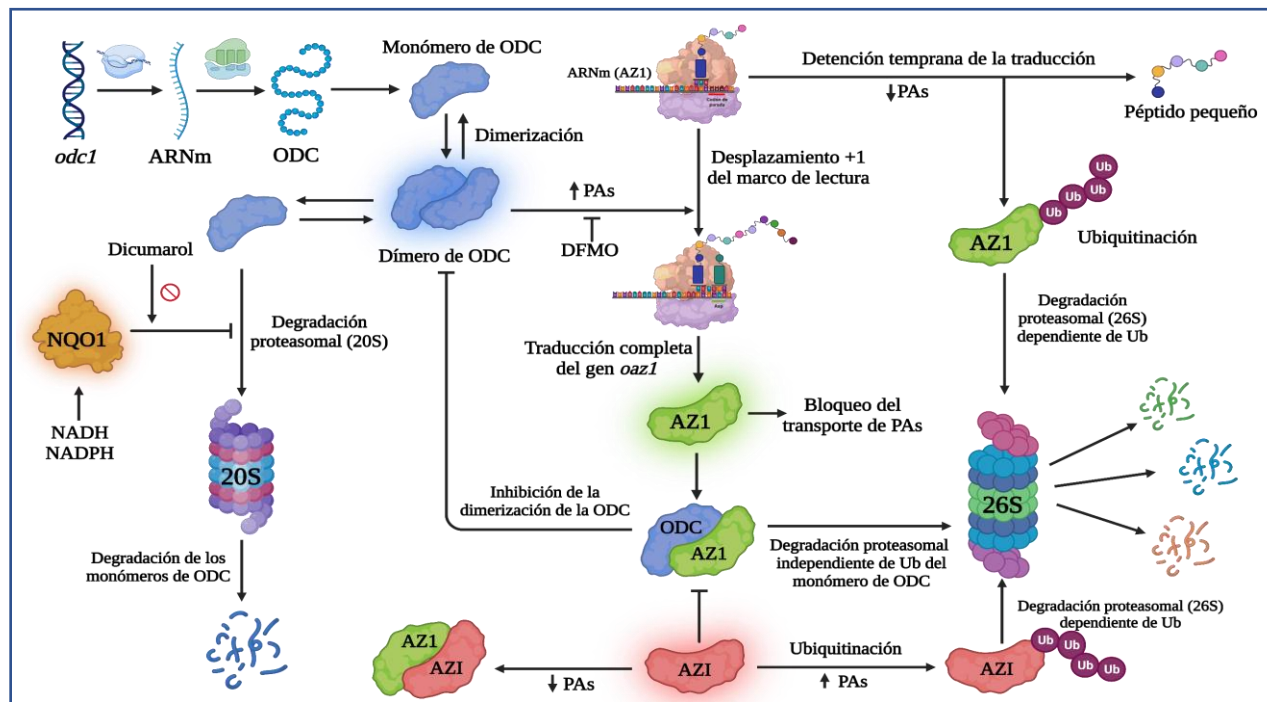 Monómero de ODC
odc1
ARNm
ODC
Dimerización
Dímero de ODC
↑ PAs
DFMO
ARNm (AZ1)
Codón de parada
Detención temprana de la traducción
↓PAs
Péptido pequeño
Desplazamiento +1
del marco de lectura
Ub
Ub
Ub
Ub
AZ1
Ubiquitinación
Dicumarol
NQO1
NADH
NADPH
Degradación
proteasomal (20S)
20S
Degradación de los
monómeros de ODC
Traducción completa
del gen oaz1
AZ1
Bloqueo del
transporte de PAs
Degradación
proteasomal (26S)
dependiente de Ub
26S
Inhibición de la
dimerización de la ODC
ODC
AZ1
Degradación proteasomal
independiente de Ub del
monómero de ODC
AZ1
AZI
↓ PAs
AZI
Ubiquitinación
↑ PAs
Degradación proteasomal (26S)
dependiente de Ub
AZI
Ub
Ub
Ub
Ub